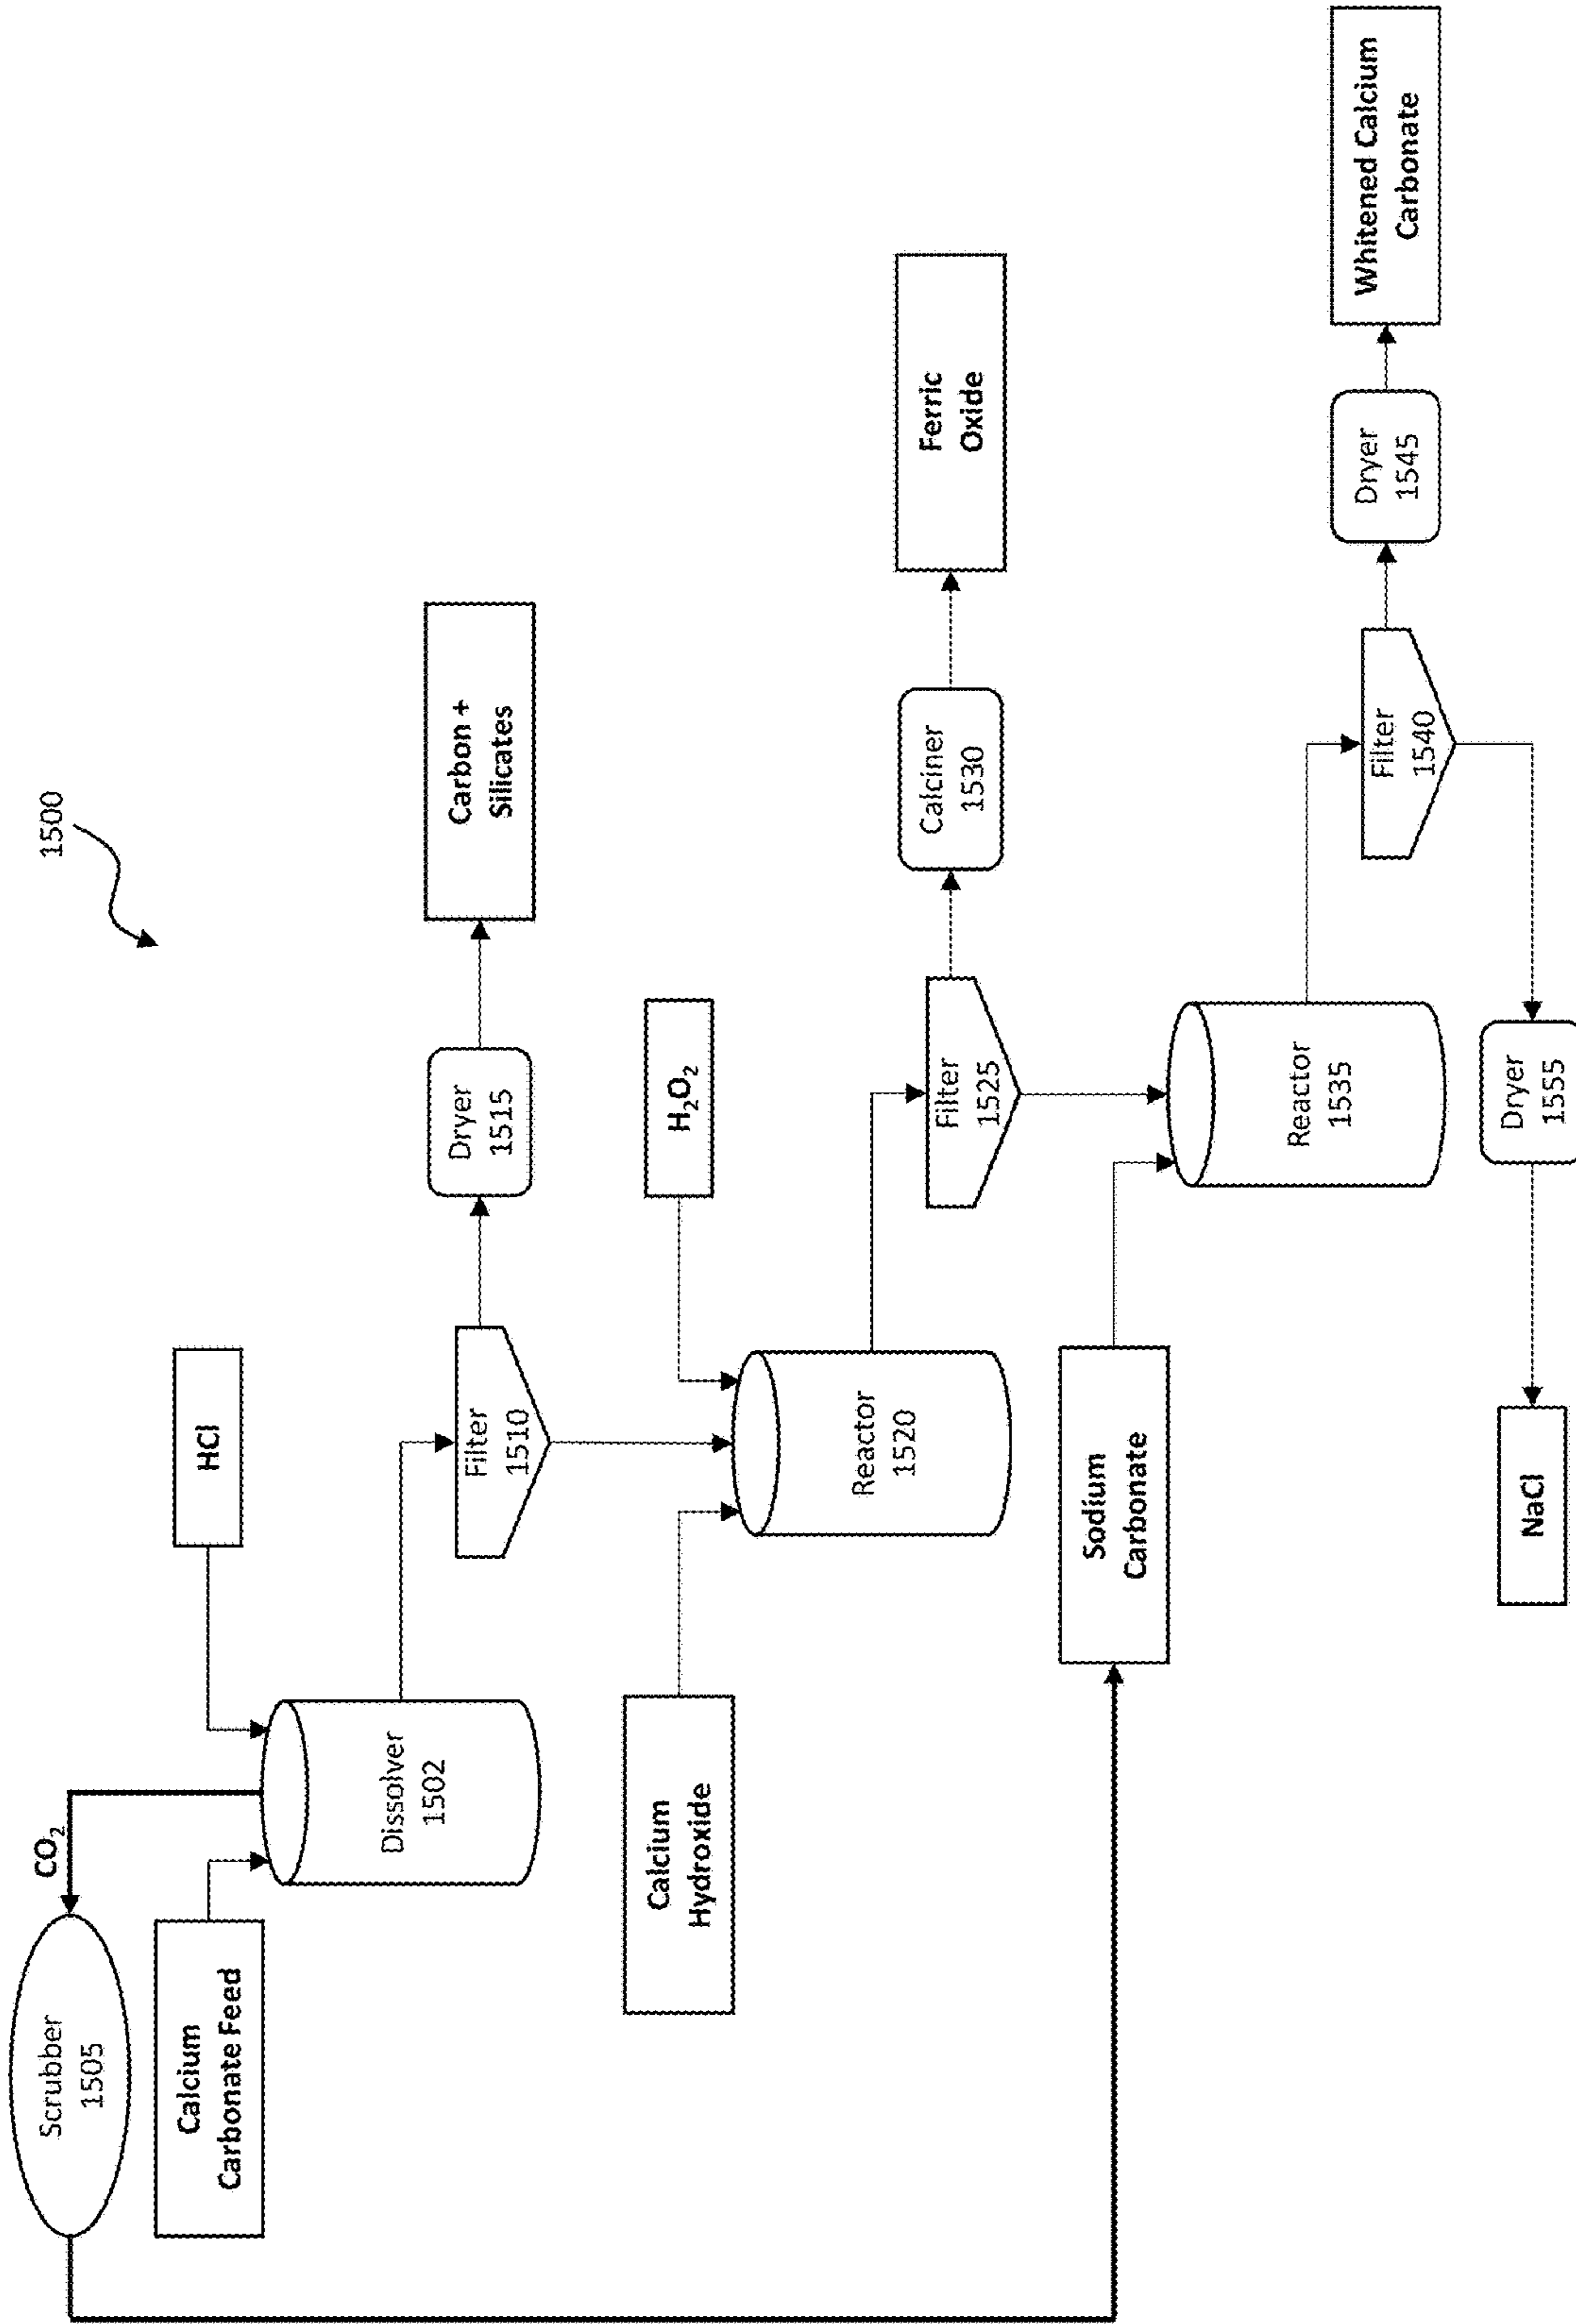 1500
Scrubber
1505
CO₂
HCl
Calcium
Carbonate Feed
Dissolver
1502
Filter
1510
Dryer
1515
Carbon +
Silicates
Calcium
Hydroxide
H₂O₂
Reactor
1520
Filter
1525
Calciner
1530
Ferric
Oxide
Sodium
Carbonate
Reactor
1535
Filter
1540
Dryer
1545
Whitened Calcium
Carbonate
NaCl
Dryer
1555